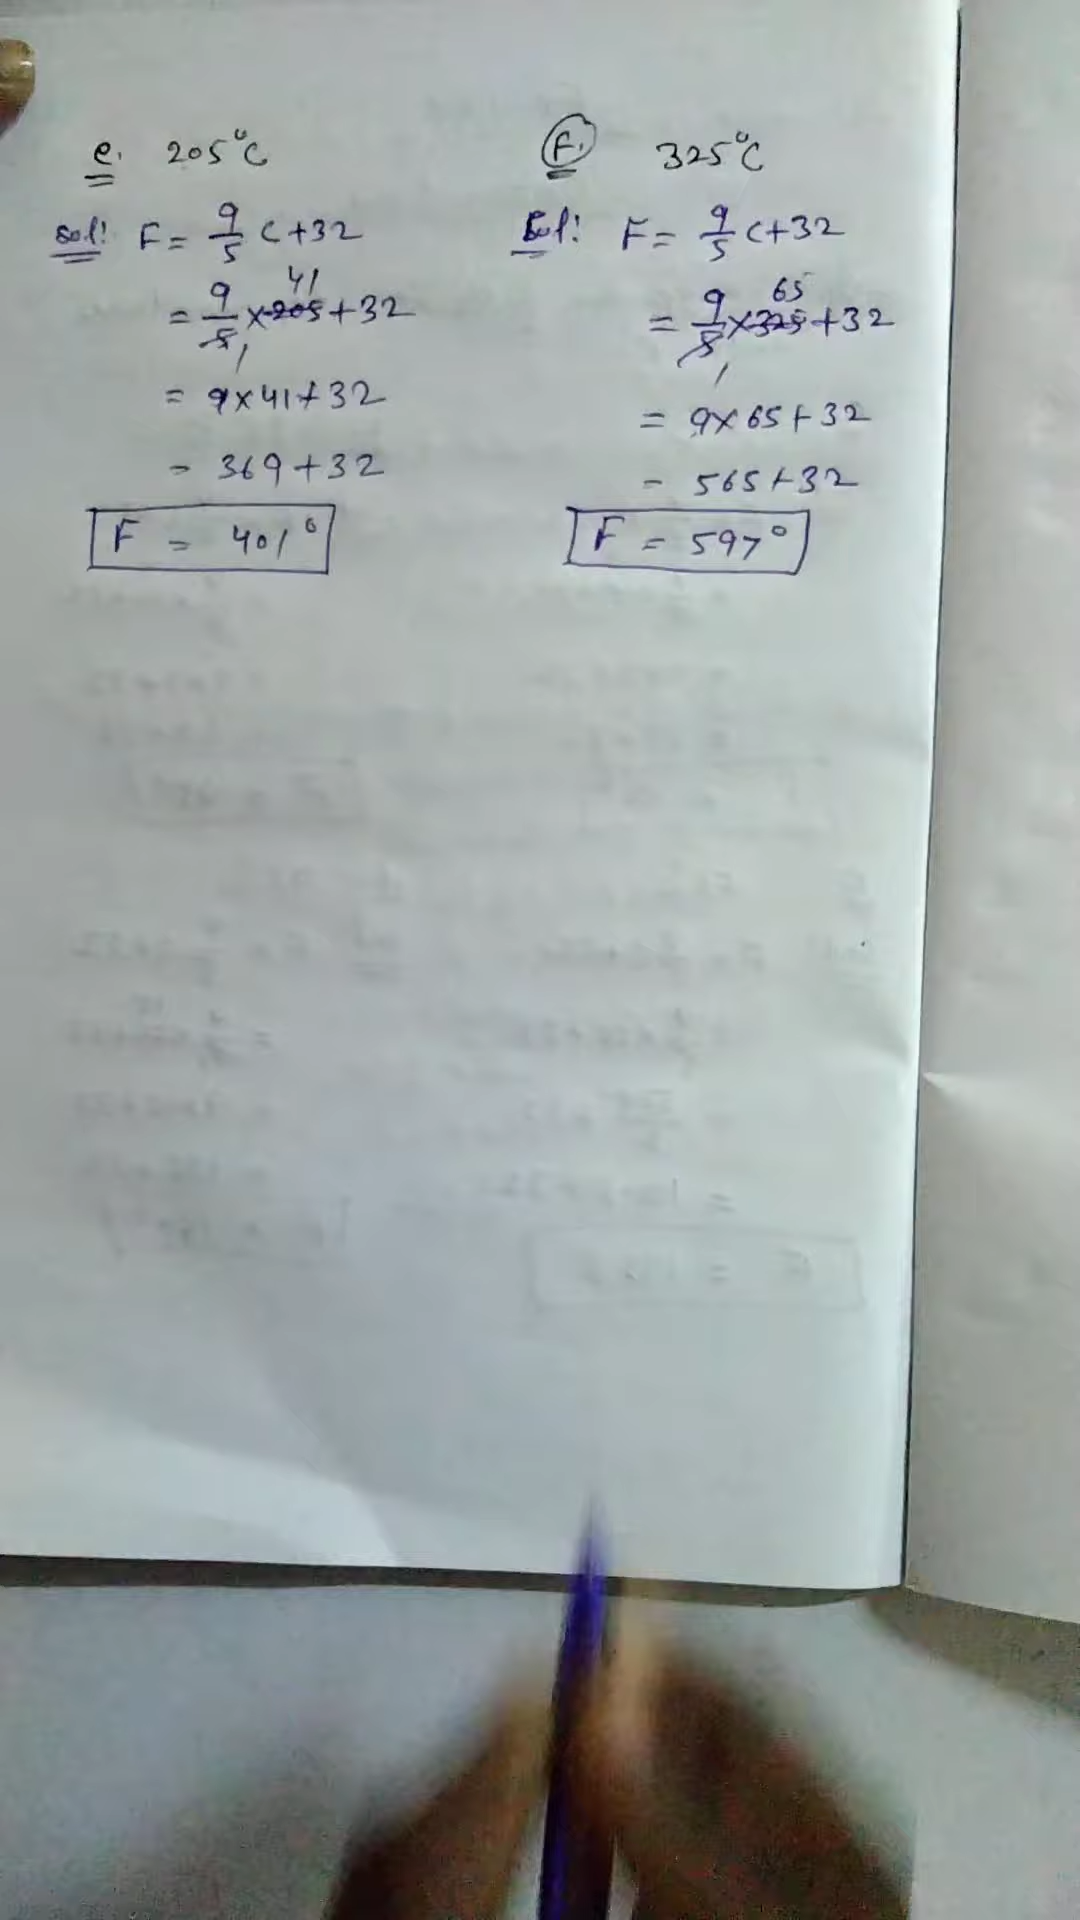 e. 205°C
Sol: F = 9/5 C + 32
41
= 9/5 × 205 + 32
1
= 9 × 41 + 32
= 369 + 32
F = 401°
F. 325°C
Sol: F = 9/5 C + 32
65
= 9/5 × 325 + 32
1
= 9 × 65 + 32
= 565 + 32
F = 597°